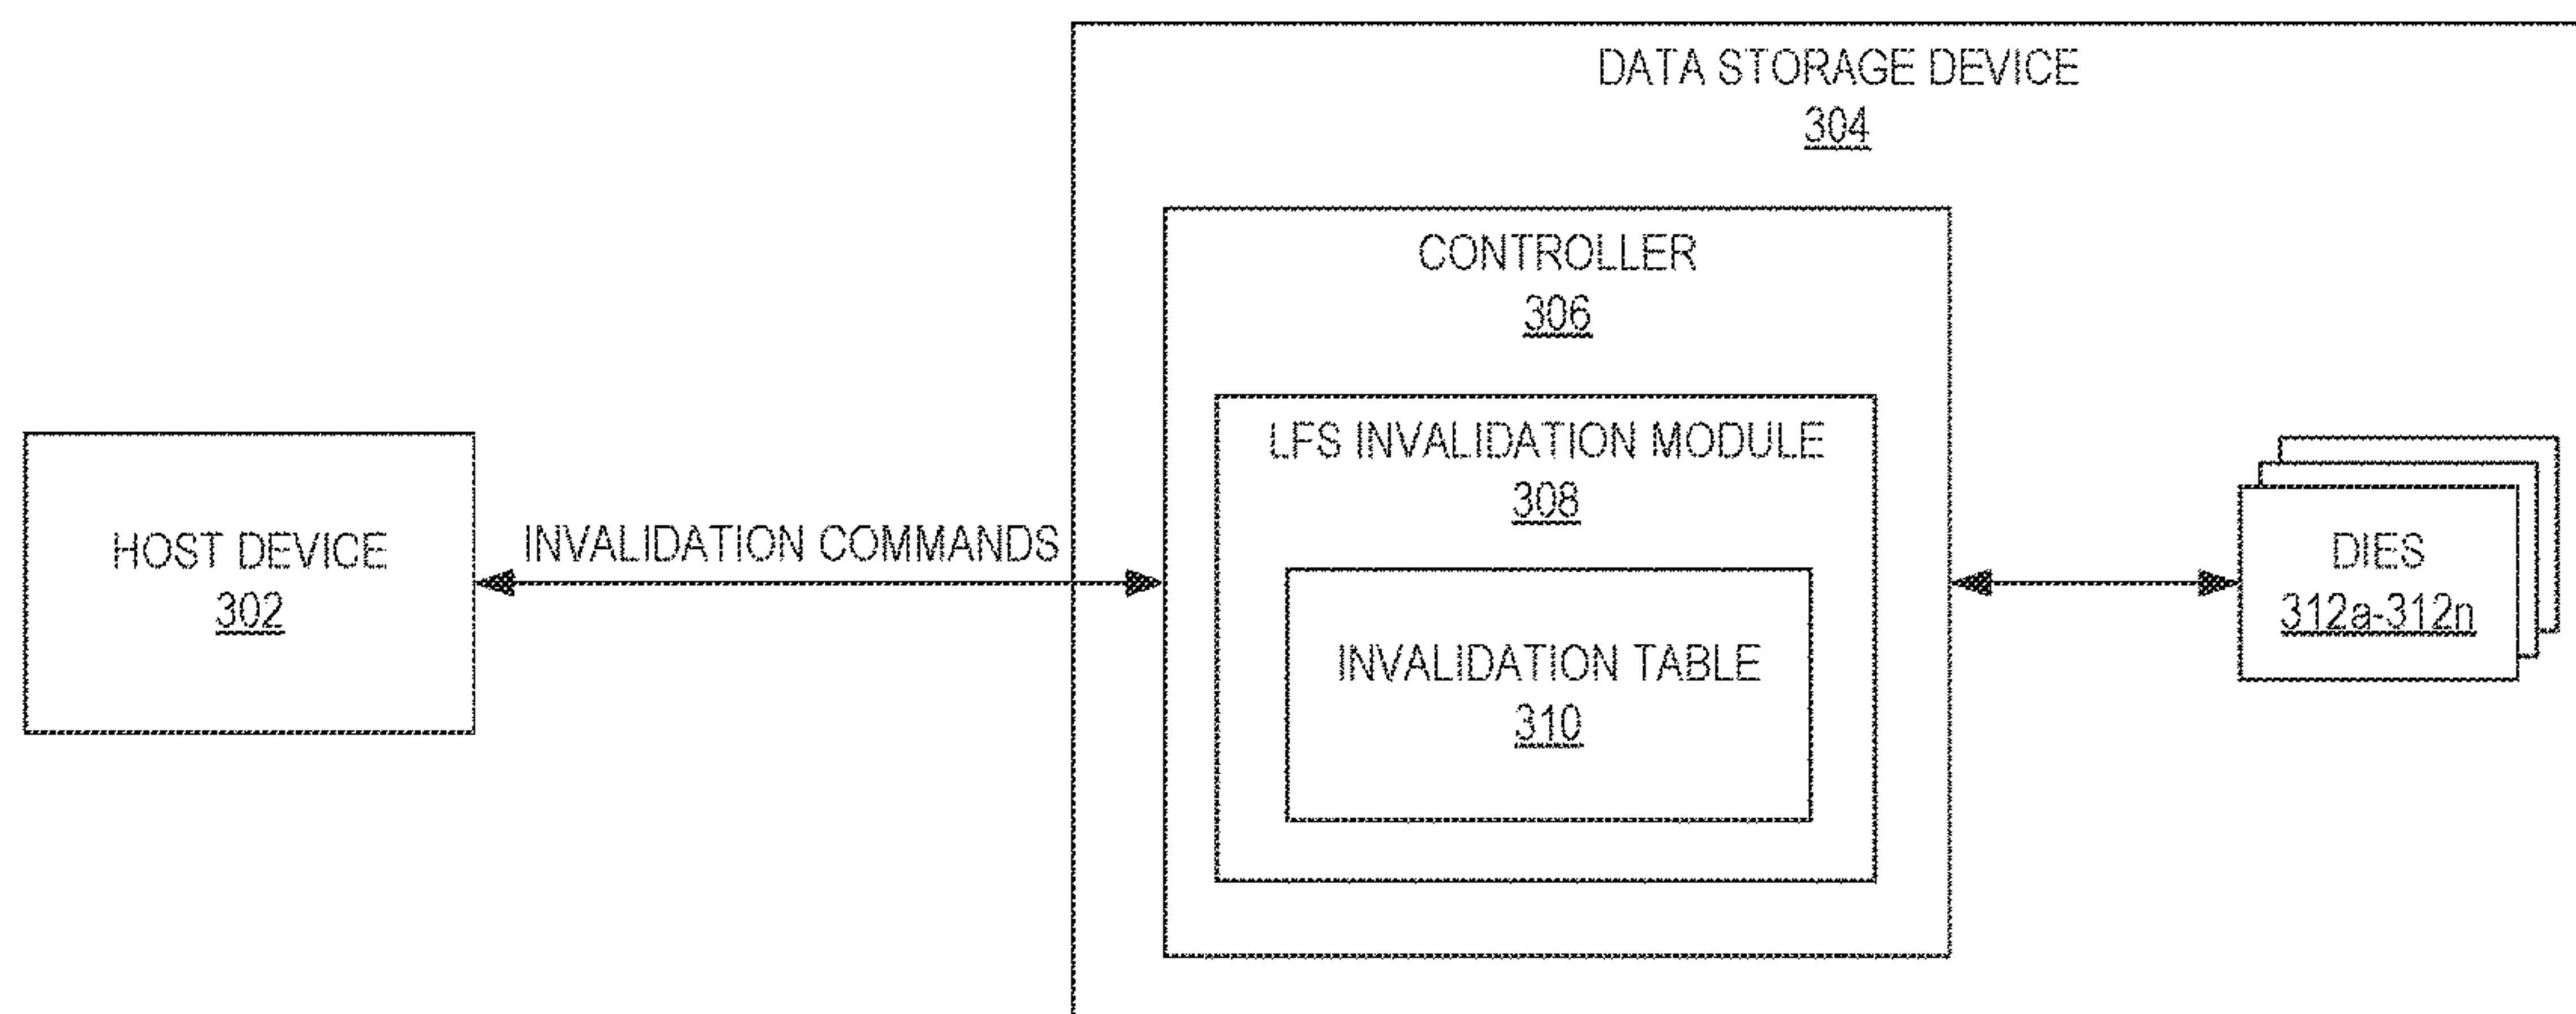 DATA STORAGE DEVICE
304
CONTROLLER
306
LFS INVALIDATION MODULE
308
HOST DEVICE
302
INVALIDATION COMMANDS
INVALIDATION TABLE
310
DIES
312a-312n